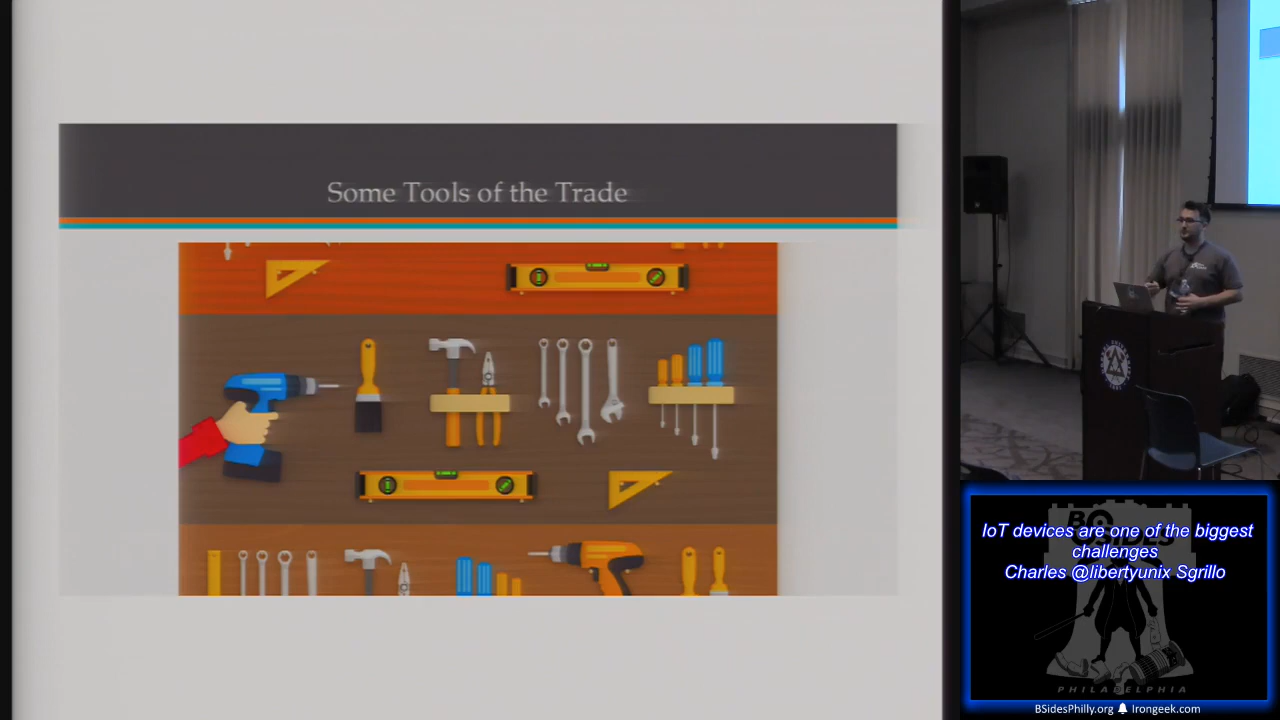 Some Tools of the Trade
IoT devices are one of the biggest
challenges
Charles @libertyunix Sgrillo
BSIDES
PHILADELPHIA
BSidesPhilly.org Irongeek.com